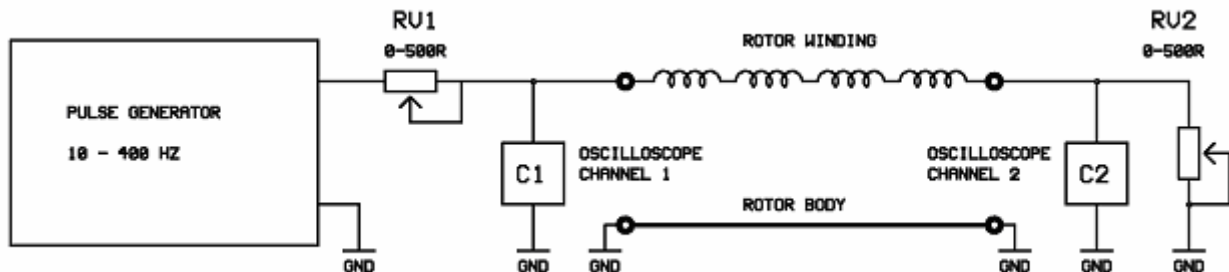 RV1
0-500R
RV2
0-500R
ROTOR WINDING
PULSE GENERATOR
10 - 400 HZ
C1
OSCILLOSCOPE
CHANNEL 1
OSCILLOSCOPE
CHANNEL 2
C2
ROTOR BODY
GND
GND
GND
GND
GND
GND